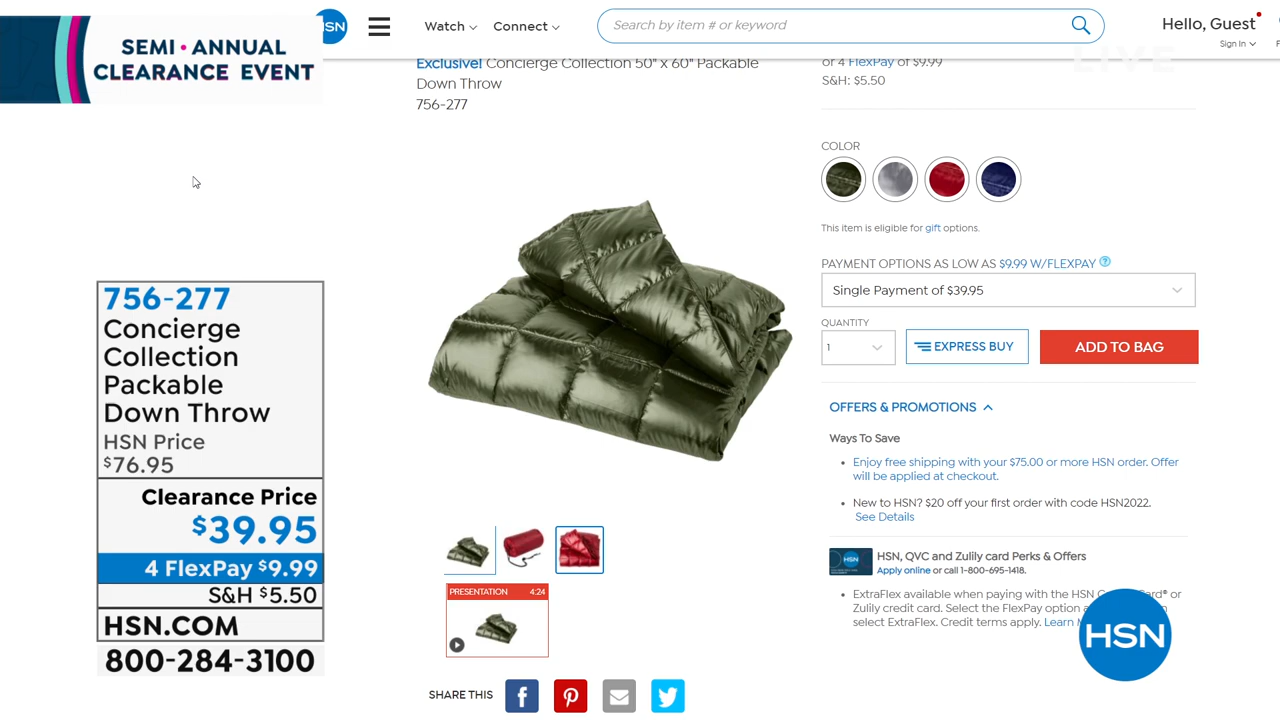 SEMI • ANNUAL
CLEARANCE EVENT
HSN
Watch
Connect
Search by item # or keyword
Hello, Guest
Sign In
LIVE
Exclusive! Concierge Collection 50" x 60" Packable
Down Throw
756-277
or 4 FlexPay of $9.99
S&H: $5.50
COLOR
This item is eligible for gift options.
PAYMENT OPTIONS AS LOW AS $9.99 W/FLEXPAY ?
Single Payment of $39.95
QUANTITY
1
EXPRESS BUY
ADD TO BAG
OFFERS & PROMOTIONS
Ways To Save
• Enjoy free shipping with your $75.00 or more HSN order. Offer
will be applied at checkout.
• New to HSN? $20 off your first order with code HSN2022.
See Details
HSN
HSN, QVC and Zulily card Perks & Offers
Apply online or call 1-800-695-1418.
• ExtraFlex available when paying with the HSN Card® or
Zulily credit card. Select the FlexPay option
select ExtraFlex. Credit terms apply. Learn
HSN
756-277
Concierge
Collection
Packable
Down Throw
HSN Price
$76.95
Clearance Price
$39.95
4 FlexPay $9.99
S&H $5.50
HSN.COM
800-284-3100
PRESENTATION 4:24
SHARE THIS